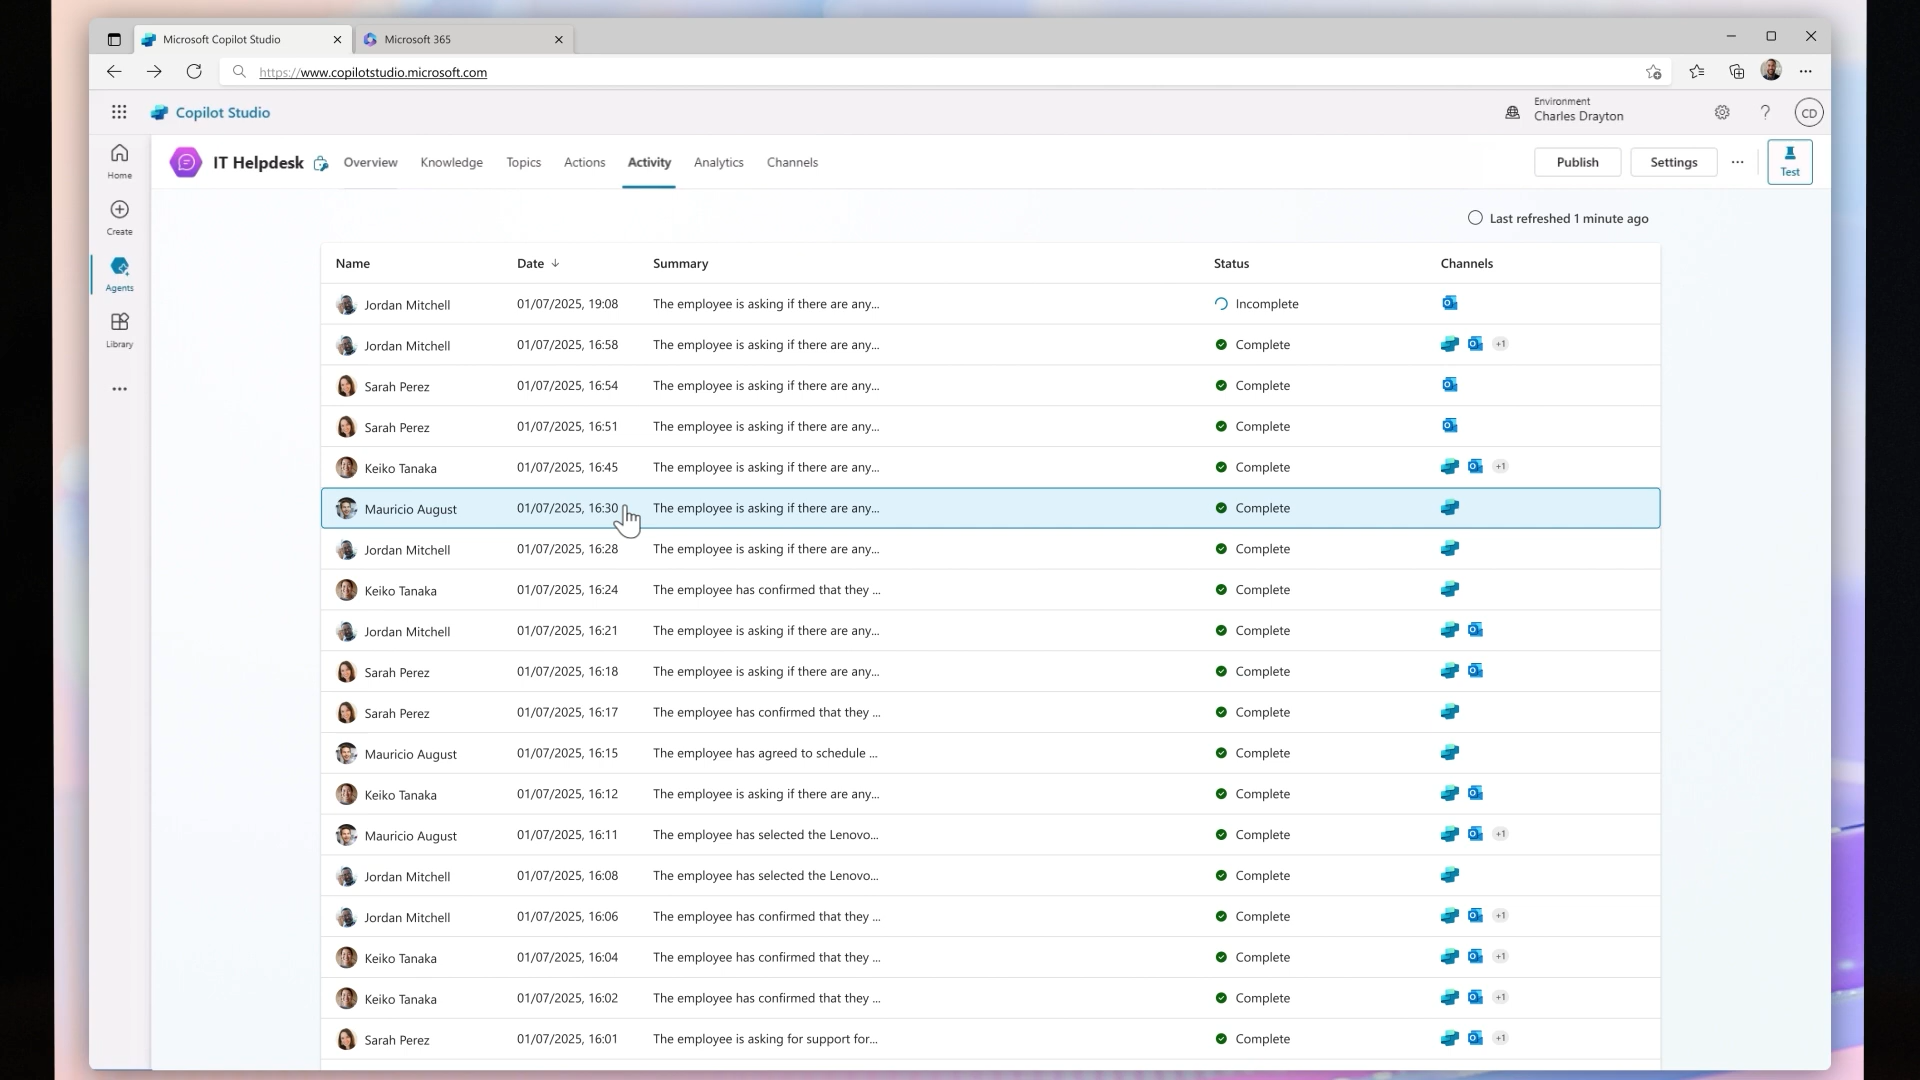 Microsoft Copilot Studio
Microsoft 365
https://www.copilotstudio.microsoft.com
Copilot Studio
Environment
Charles Drayton
?
CD
IT Helpdesk
Overview
Knowledge
Topics
Actions
Activity
Analytics
Channels
Publish
Settings
Test
Home
Create
Agents
Library
Last refreshed 1 minute ago
Name Date ↓ Summary Status Channels
Jordan Mitchell 01/07/2025, 19:08 The employee is asking if there are any... Incomplete
Jordan Mitchell 01/07/2025, 16:58 The employee is asking if there are any... Complete +1
Sarah Perez 01/07/2025, 16:54 The employee is asking if there are any... Complete
Sarah Perez 01/07/2025, 16:51 The employee is asking if there are any... Complete
Keiko Tanaka 01/07/2025, 16:45 The employee is asking if there are any... Complete +1
Mauricio August 01/07/2025, 16:30 The employee is asking if there are any... Complete
Jordan Mitchell 01/07/2025, 16:28 The employee is asking if there are any... Complete
Keiko Tanaka 01/07/2025, 16:24 The employee has confirmed that they ... Complete
Jordan Mitchell 01/07/2025, 16:21 The employee is asking if there are any... Complete
Sarah Perez 01/07/2025, 16:18 The employee is asking if there are any... Complete
Sarah Perez 01/07/2025, 16:17 The employee has confirmed that they ... Complete
Mauricio August 01/07/2025, 16:15 The employee has agreed to schedule ... Complete
Keiko Tanaka 01/07/2025, 16:12 The employee is asking if there are any... Complete
Mauricio August 01/07/2025, 16:11 The employee has selected the Lenovo... Complete +1
Jordan Mitchell 01/07/2025, 16:08 The employee has selected the Lenovo... Complete
Jordan Mitchell 01/07/2025, 16:06 The employee has confirmed that they ... Complete +1
Keiko Tanaka 01/07/2025, 16:04 The employee has confirmed that they ... Complete +1
Keiko Tanaka 01/07/2025, 16:02 The employee has confirmed that they ... Complete +1
Sarah Perez 01/07/2025, 16:01 The employee is asking for support for... Complete +1